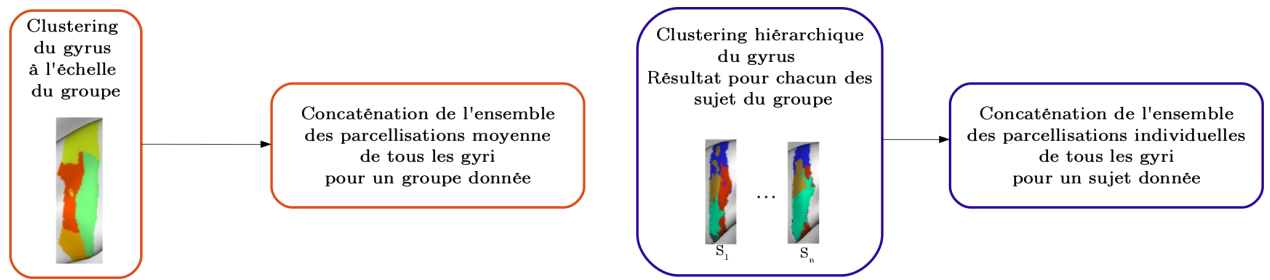 Clustering
du gyrus
à l'échelle
du groupe
Concaténation de l'ensemble
des parcellisations moyenne
de tous les gyri
pour un groupe donnée
Clustering hiérarchique
du gyrus
Résultat pour chacun des
sujet du groupe
...
S1
Sn
Concaténation de l'ensemble
des parcellisations individuelles
de tous les gyri
pour un sujet donnée